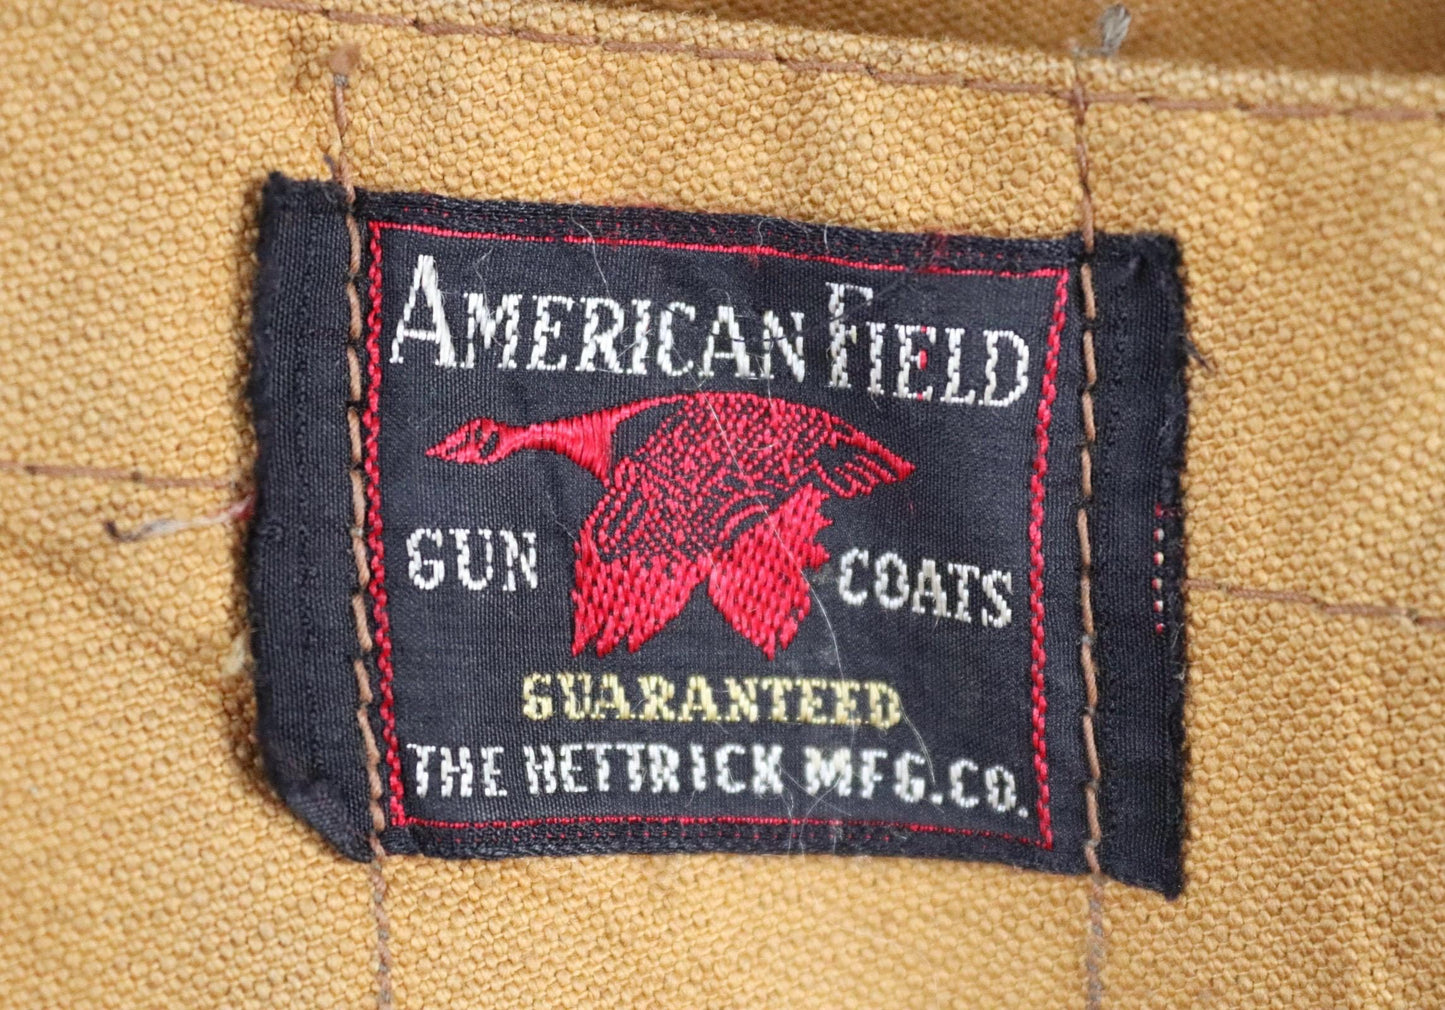 AMERICAN FIELD
GUN COATS
GUARANTEED
THE HETTRICK MFG.CO.